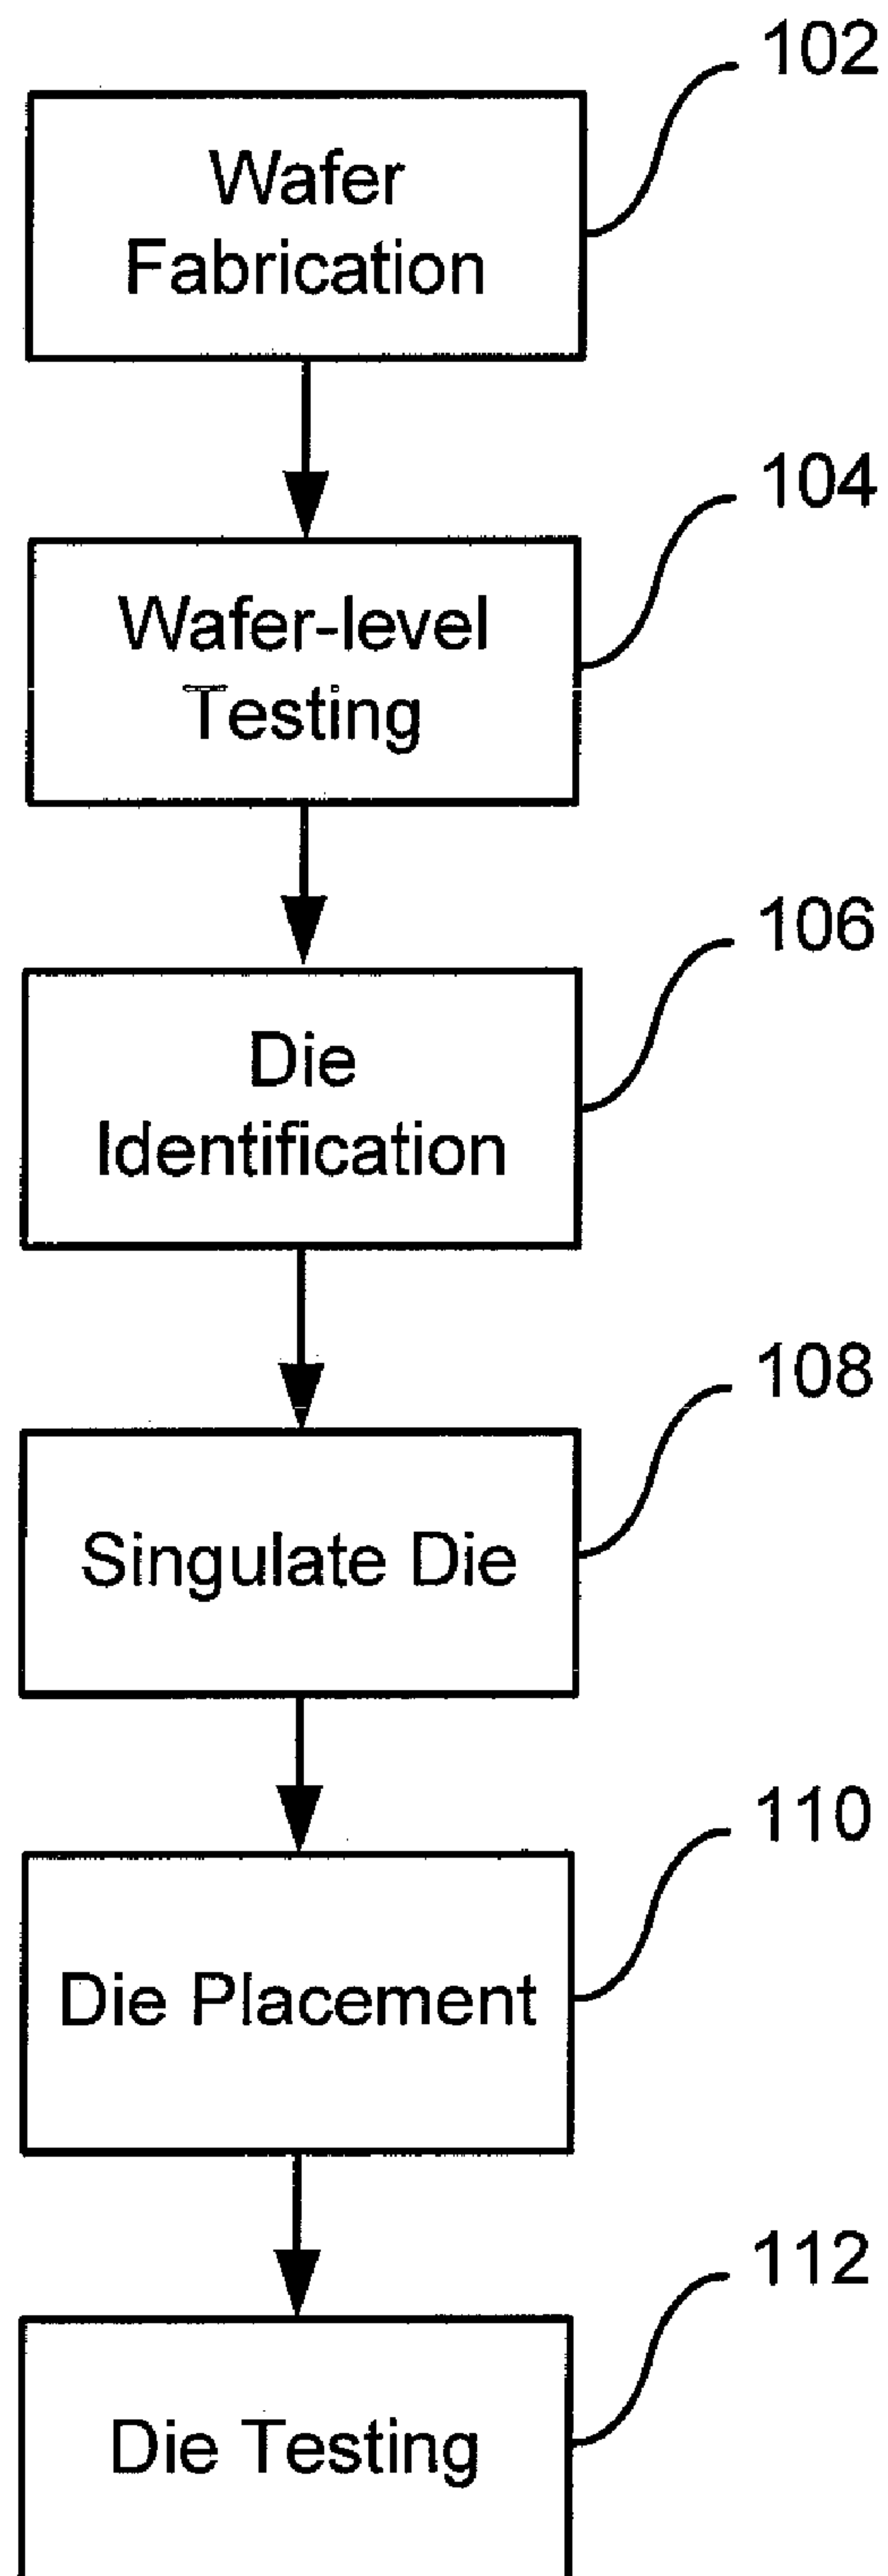 102
Wafer
Fabrication
104
Wafer-level
Testing
106
Die
Identification
108
Singulate Die
110
Die Placement
112
Die Testing